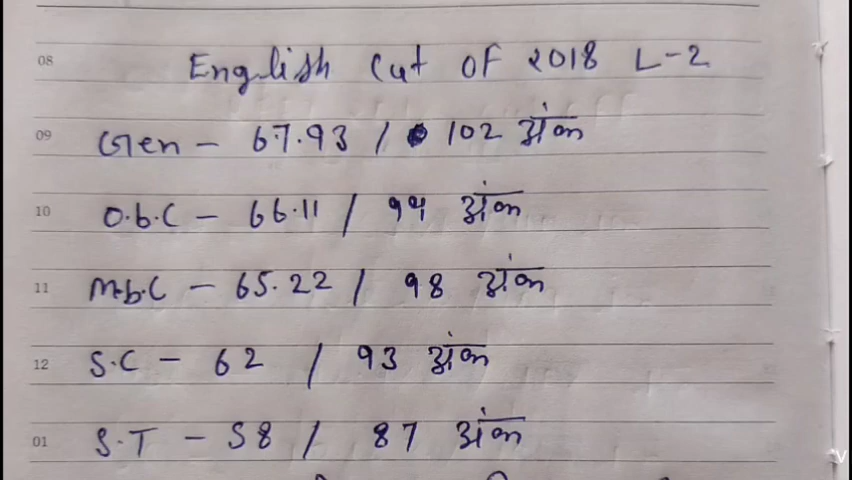 08 English Cut OF 2018 L-2
09 Gen - 67.93 / 102 अंक
10 O.b.C - 66.11 / 99 अंक
11 M.b.C - 65.22 / 98 अंक
12 S.C - 62 / 93 अंक
01 S.T - 58 / 87 अंक